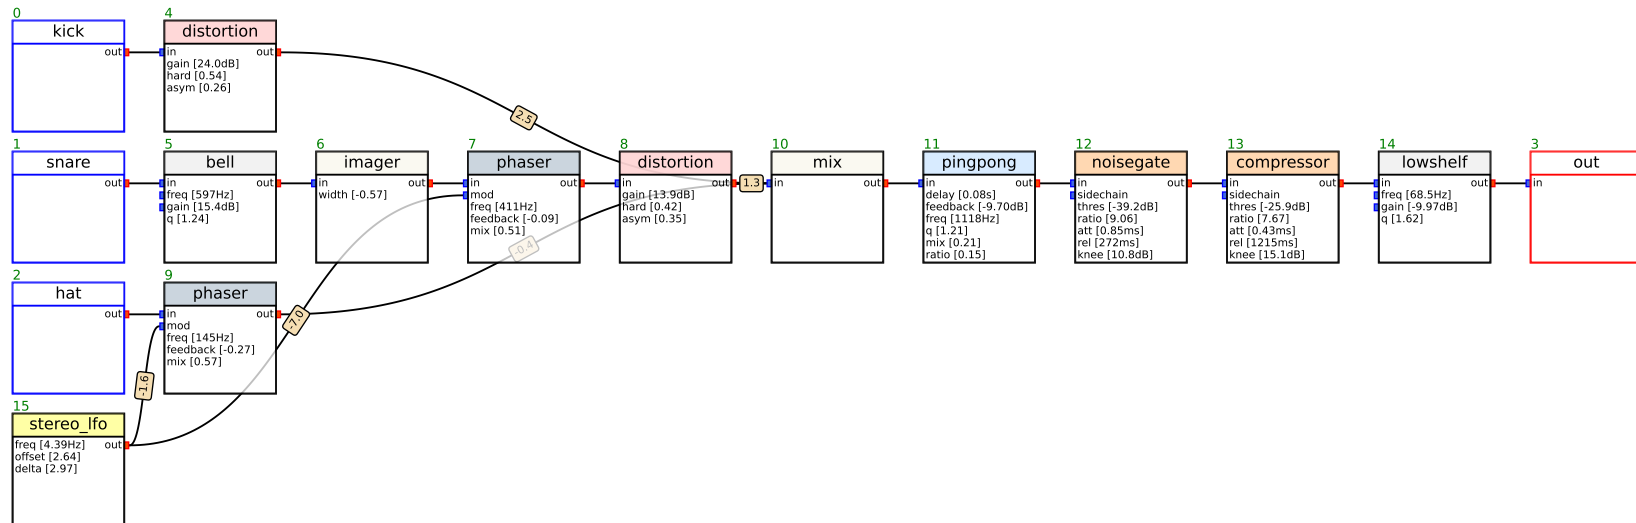 0
kick
out
4
distortion
in out
gain [24.0dB]
hard [0.54]
asym [0.26]
2.5
1
snare
out
5
bell
in out
freq [597Hz]
gain [15.4dB]
q [1.24]
6
imager
in out
width [-0.57]
7
phaser
in out
mod
freq [411Hz]
feedback [-0.09]
mix [0.51]
-0.4
8
distortion
in out
gain [13.9dB]
hard [0.42]
asym [0.35]
1.3
10
mix
in out
11
pingpong
in out
delay [0.08s]
feedback [-9.70dB]
freq [1118Hz]
q [1.21]
mix [0.21]
ratio [0.15]
12
noisegate
in out
sidechain
thres [-39.2dB]
ratio [9.06]
att [0.85ms]
rel [272ms]
knee [10.8dB]
13
compressor
in out
sidechain
thres [-25.9dB]
ratio [7.67]
att [0.43ms]
rel [1215ms]
knee [15.1dB]
14
lowshelf
in out
freq [68.5Hz]
gain [-9.97dB]
q [1.62]
3
out
in
2
hat
out
9
phaser
in out
mod
freq [145Hz]
feedback [-0.27]
mix [0.57]
-7.0
-1.6
15
stereo_lfo
freq [4.39Hz] out
offset [2.64]
delta [2.97]